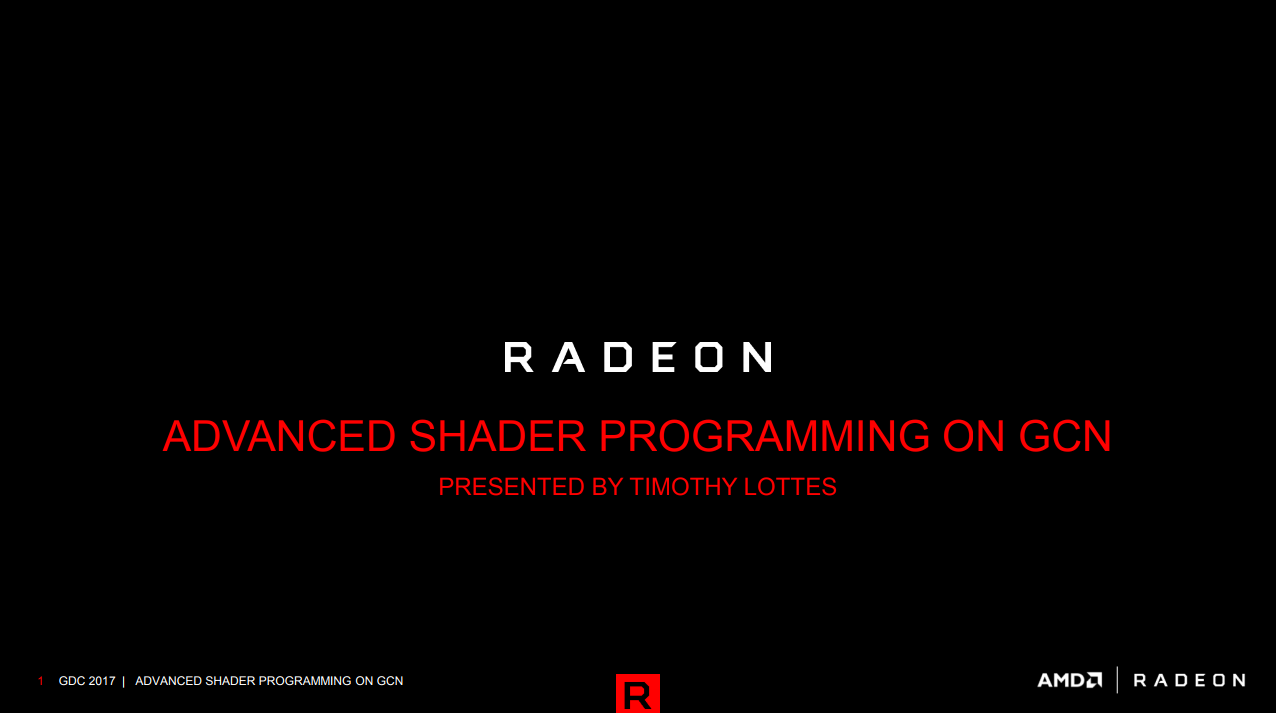 RADEON
ADVANCED SHADER PROGRAMMING ON GCN
PRESENTED BY TIMOTHY LOTTES
1 GDC 2017 | ADVANCED SHADER PROGRAMMING ON GCN
R
AMD | RADEON